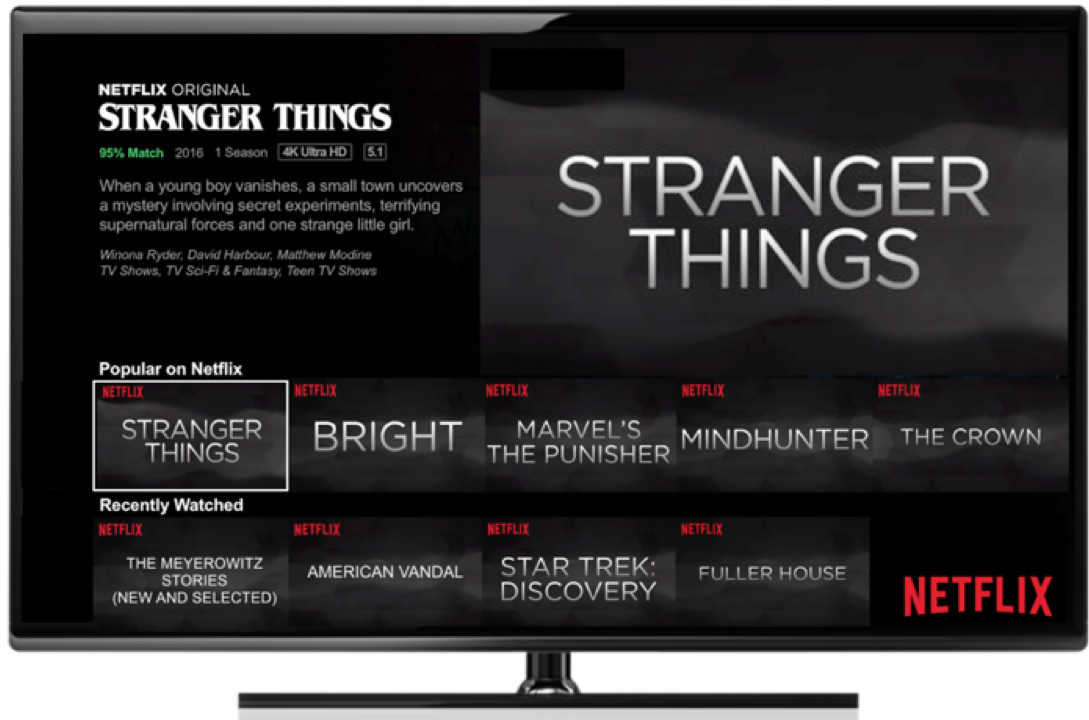 NETFLIX ORIGINAL
STRANGER THINGS
95% Match 2016 1 Season 4K Ultra HD 5.1
When a young boy vanishes, a small town uncovers
a mystery involving secret experiments, terrifying
supernatural forces and one strange little girl.
Winona Ryder, David Harbour, Matthew Modine
TV Shows, TV Sci-Fi & Fantasy, Teen TV Shows
STRANGER
THINGS
Popular on Netflix
NETFLIX
STRANGER
THINGS
NETFLIX
BRIGHT
NETFLIX
MARVEL'S
THE PUNISHER
NETFLIX
MINDHUNTER
NETFLIX
THE CROWN
Recently Watched
NETFLIX
THE MEYEROWITZ
STORIES
(NEW AND SELECTED)
NETFLIX
AMERICAN VANDAL
NETFLIX
STAR TREK:
DISCOVERY
NETFLIX
FULLER HOUSE
NETFLIX